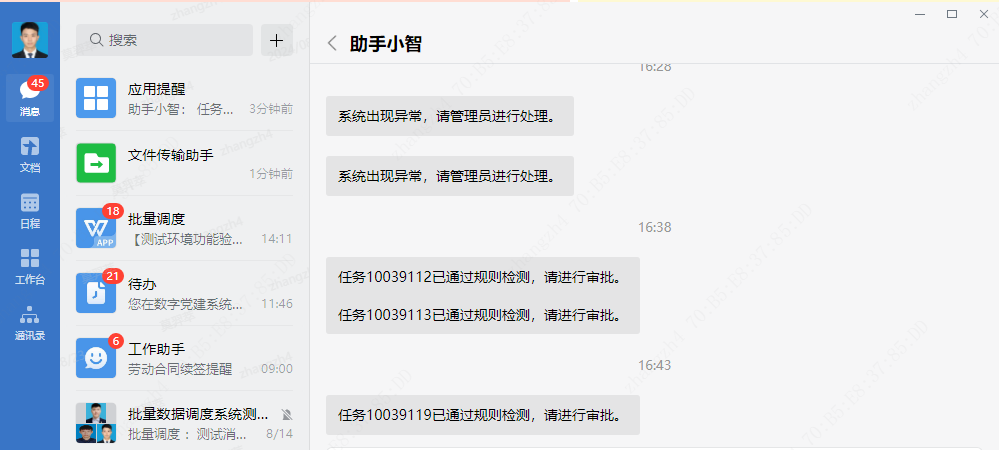 45
消息
文档
日程
工作台
通讯录
搜索
应用提醒
助手小智： 任务...
3分钟前
文件传输助手
1分钟前
18
APP
批量调度
【测试环境功能验...
14:11
21
待办
您在数字党建系统...
11:46
6
工作助手
劳动合同续签提醒
09:00
批量数据调度系统测...
批量调度 ：测试消...
8/14
助手小智
16:28
系统出现异常，请管理员进行处理。
系统出现异常，请管理员进行处理。
16:38
任务10039112已通过规则检测，请进行审批。
任务10039113已通过规则检测，请进行审批。
16:43
任务10039119已通过规则检测，请进行审批。